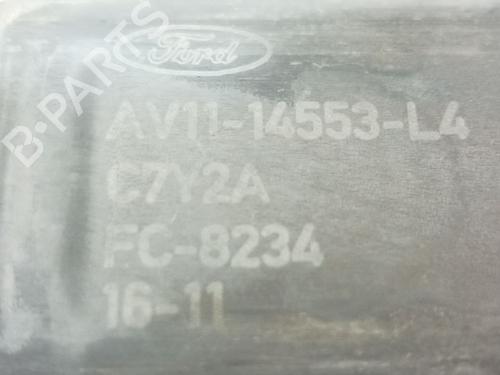 B-PARTS
Ford
AV11-14553-L4
C7Y2A
FC-8234
16-11